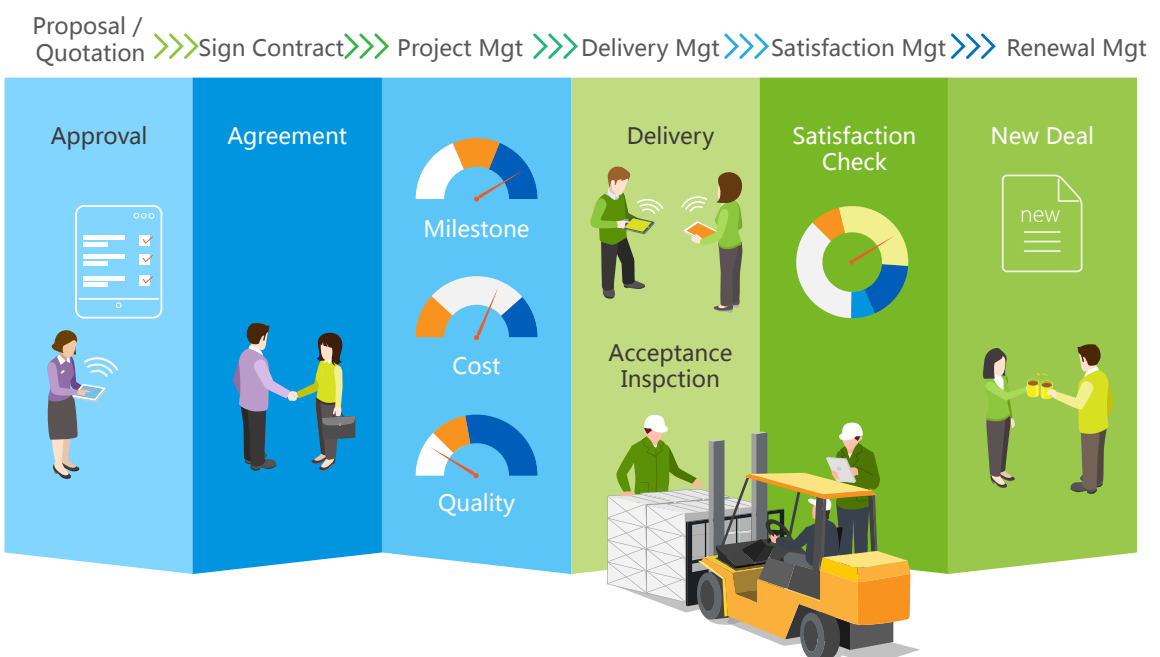 Proposal /
Quotation
Sign Contract
Project Mgt
Delivery Mgt
Satisfaction Mgt
Renewal Mgt
Approval
Agreement
Milestone
Cost
Quality
Delivery
Acceptance
Inspction
Satisfaction
Check
New Deal
new